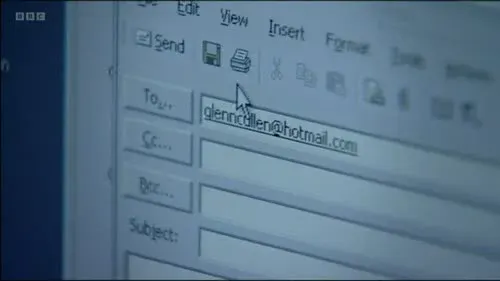 BBC
Edit View Insert Format
Send
To...
glenncullen@hotmail.com
Cc...
Bcc...
Subject: